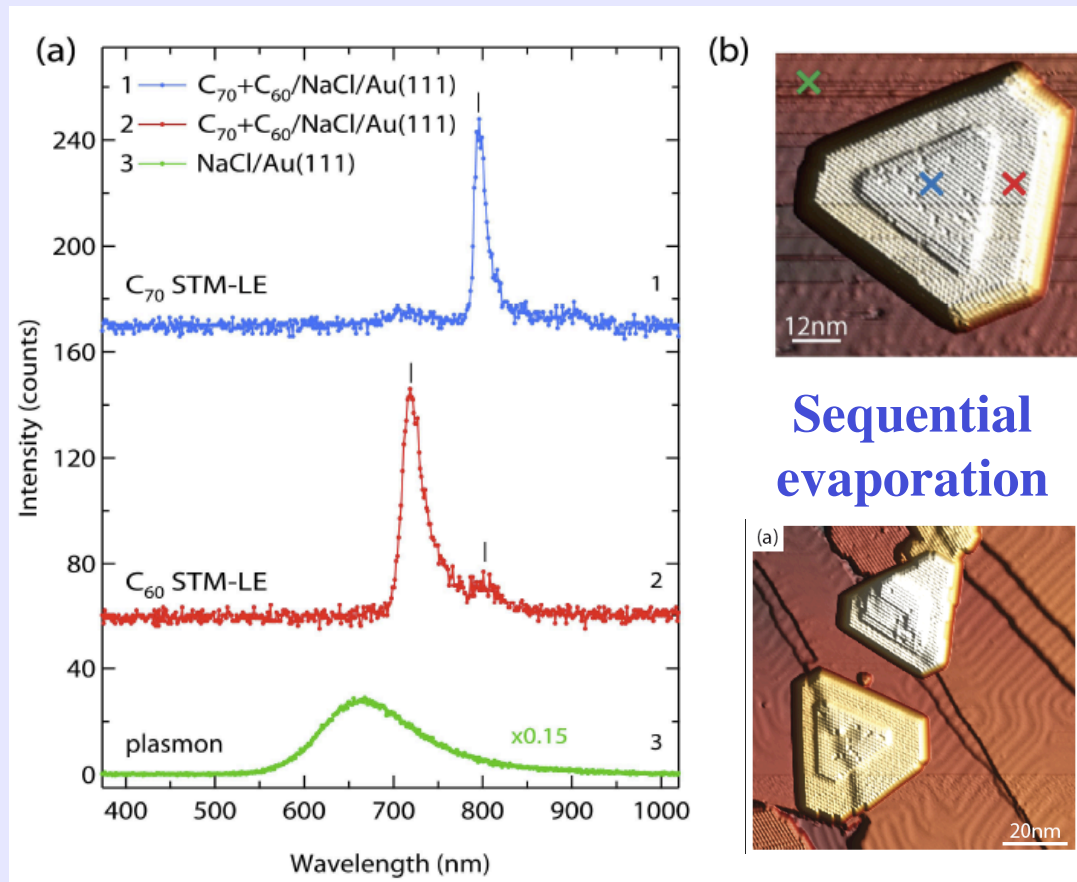 (a)
1 C₇₀+C₆₀/NaCl/Au(111)
2 C₇₀+C₆₀/NaCl/Au(111)
3 NaCl/Au(111)
240
200
160
120
80
40
0
Intensity (counts)
C₇₀ STM-LE 1
C₆₀ STM-LE 2
plasmon x0.15 3
400 500 600 700 800 900 1000
Wavelength (nm)
(b)
12nm
Sequential
evaporation
(a)
20nm